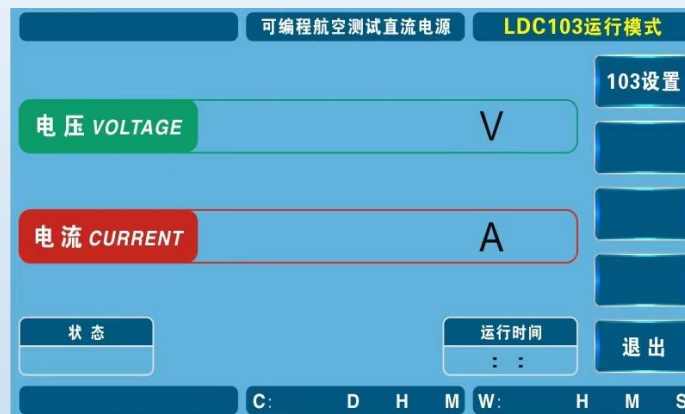 可编程航空测试直流电源
LDC103运行模式
103设置
电压 VOLTAGE
V
电流 CURRENT
A
状态
运行时间
: :
退出
C: D H M
W: H M S